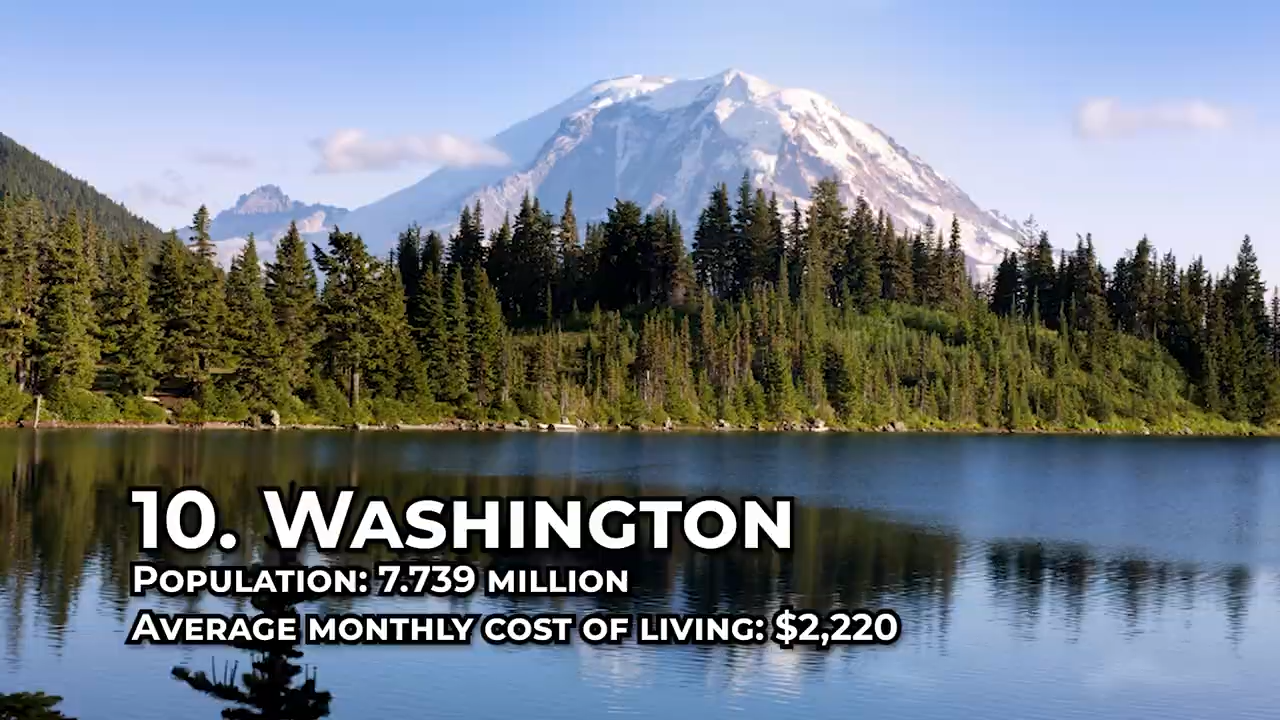 10. Washington
Population: 7.739 million
Average monthly cost of living: $2,220